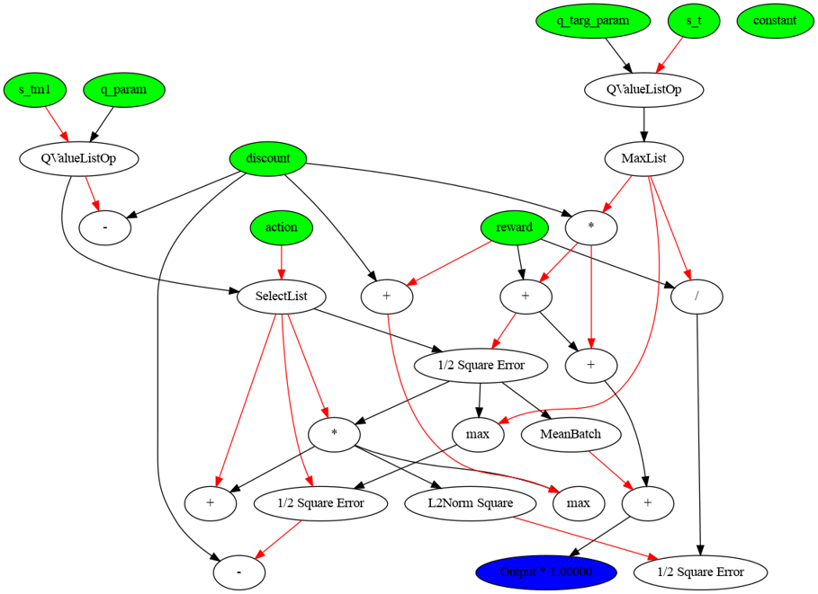 q_targ_param
s_t
constant
s_tm1
q_param
QValueListOp
QValueListOp
discount
MaxList
-
action
reward
*
SelectList
+
+
/
1/2 Square Error
+
*
max
MeanBatch
+
1/2 Square Error
L2Norm Square
max
+
-
Output * 1.00000
1/2 Square Error